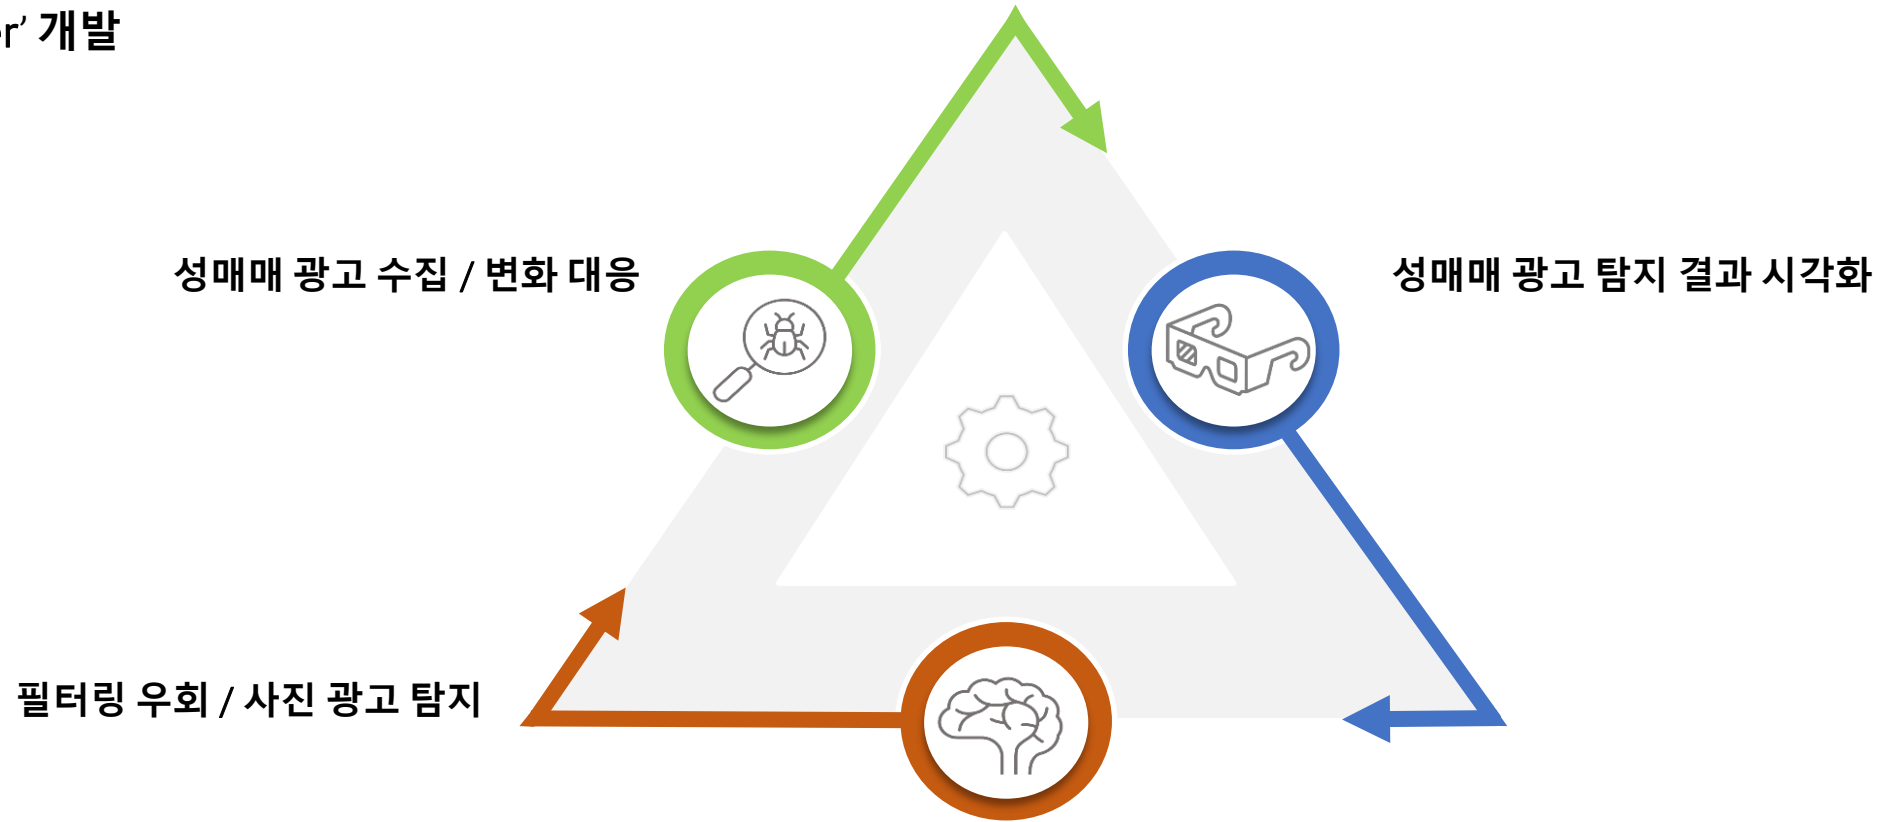 r’ 개발
성매매 광고 수집 / 변화 대응
성매매 광고 탐지 결과 시각화
필터링 우회 / 사진 광고 탐지